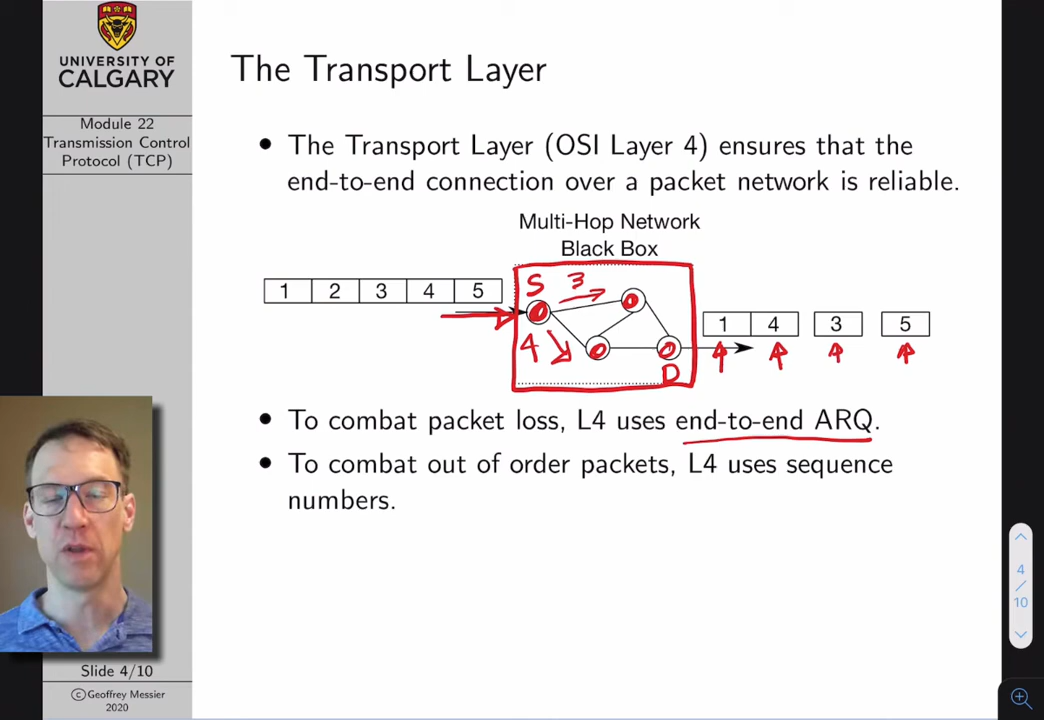 UNIVERSITY OF
CALGARY
Module 22
Transmission Control
Protocol (TCP)
The Transport Layer
• The Transport Layer (OSI Layer 4) ensures that the
end-to-end connection over a packet network is reliable.
Multi-Hop Network
Black Box
1 2 3 4 5
S 3
4
D
1 4 3 5
• To combat packet loss, L4 uses end-to-end ARQ.
• To combat out of order packets, L4 uses sequence
numbers.
Slide 4/10
©Geoffrey Messier
2020
4
/
10